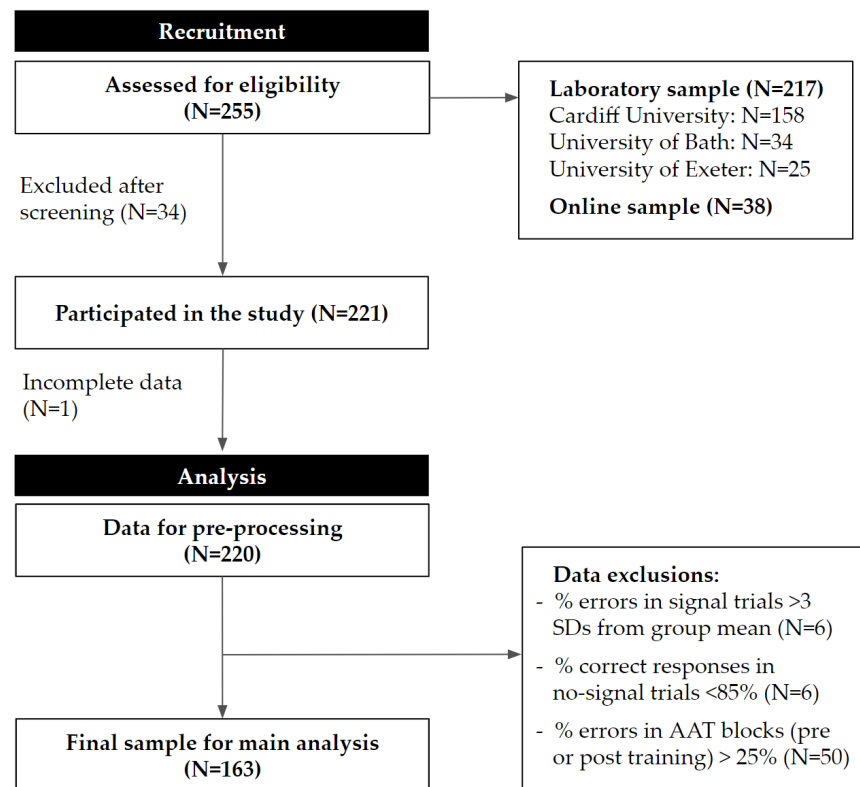 Recruitment
Assessed for eligibility
(N=255)
Laboratory sample (N=217)
Cardiff University: N=158
University of Bath: N=34
University of Exeter: N=25
Online sample (N=38)
Excluded after
screening (N=34)
Participated in the study (N=221)
Incomplete data
(N=1)
Analysis
Data for pre-processing
(N=220)
Data exclusions:
- % errors in signal trials >3
SDs from group mean (N=6)
- % correct responses in
no-signal trials <85% (N=6)
- % errors in AAT blocks (pre
or post training) > 25% (N=50)
Final sample for main analysis
(N=163)